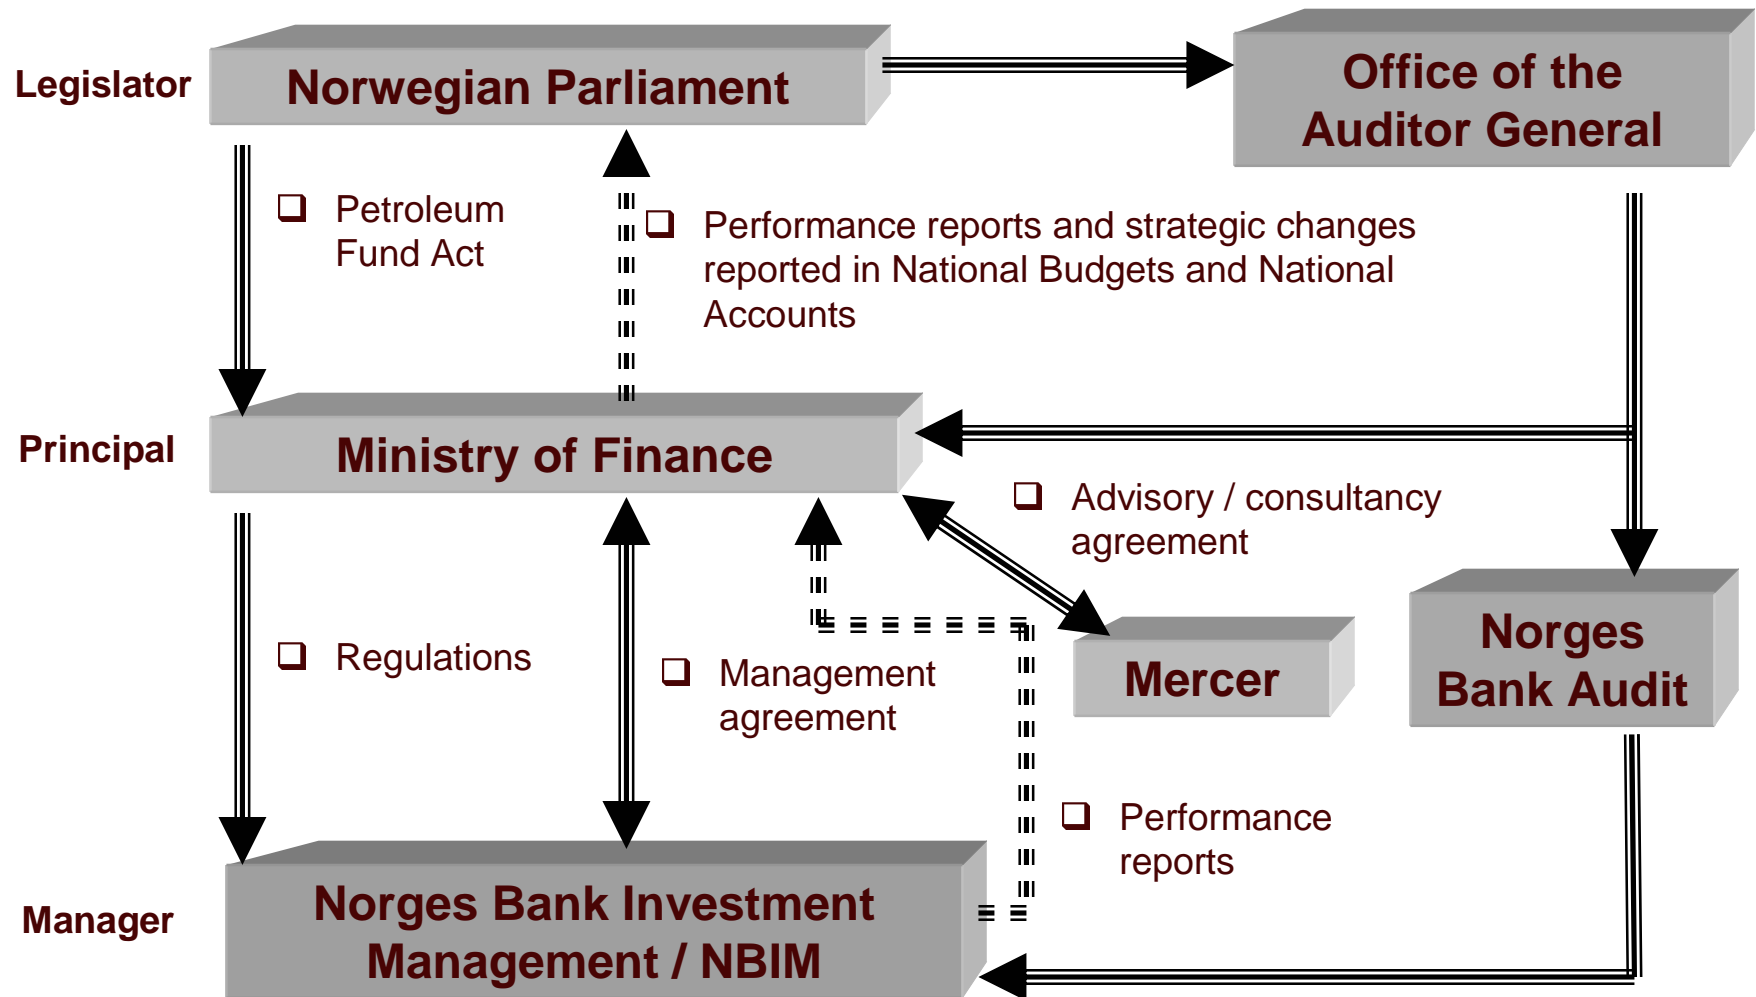 Legislator
Norwegian Parliament
Office of the
Auditor General
Petroleum
Fund Act
Performance reports and strategic changes
reported in National Budgets and National
Accounts
Principal
Ministry of Finance
Advisory / consultancy
agreement
Regulations
Management
agreement
Mercer
Norges
Bank Audit
Performance
reports
Manager
Norges Bank Investment
Management / NBIM